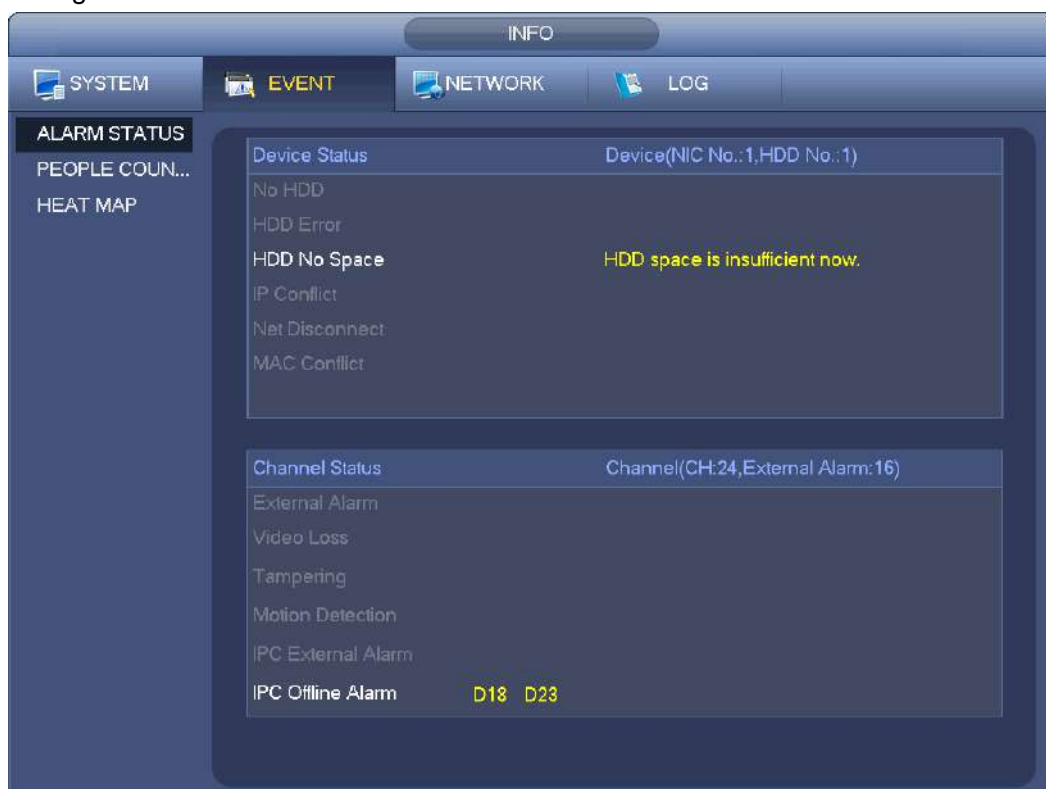 INFO
SYSTEM EVENT NETWORK LOG
ALARM STATUS
PEOPLE COUN...
HEAT MAP
Device Status Device(NIC No.:1,HDD No.:1)
No HDD
HDD Error
HDD No Space HDD space is insufficient now.
IP Conflict
Net Disconnect
MAC Conflict
Channel Status Channel(CH:24,External Alarm:16)
External Alarm
Video Loss
Tampering
Motion Detection
IPC External Alarm
IPC Offline Alarm D18 D23